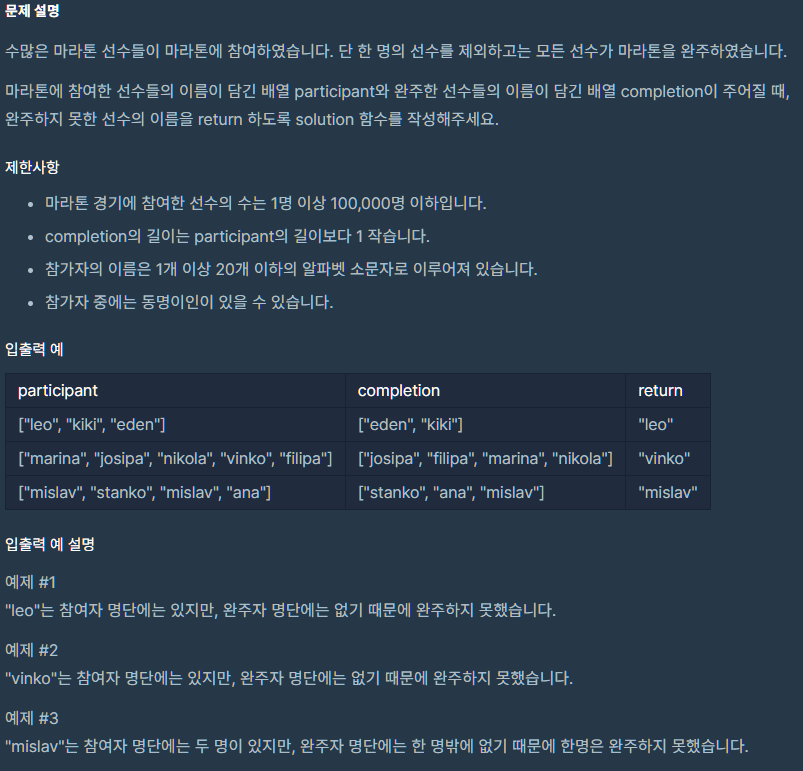 문제 설명
수많은 마라톤 선수들이 마라톤에 참여하였습니다. 단 한 명의 선수를 제외하고는 모든 선수가 마라톤을 완주하였습니다.
마라톤에 참여한 선수들의 이름이 담긴 배열 participant와 완주한 선수들의 이름이 담긴 배열 completion이 주어질 때,
완주하지 못한 선수의 이름을 return 하도록 solution 함수를 작성해주세요.
제한사항
• 마라톤 경기에 참여한 선수의 수는 1명 이상 100,000명 이하입니다.
• completion의 길이는 participant의 길이보다 1 작습니다.
• 참가자의 이름은 1개 이상 20개 이하의 알파벳 소문자로 이루어져 있습니다.
• 참가자 중에는 동명이인이 있을 수 있습니다.
입출력 예
participant completion return
["leo", "kiki", "eden"] ["eden", "kiki"] "leo"
["marina", "josipa", "nikola", "vinko", "filipa"] ["josipa", "filipa", "marina", "nikola"] "vinko"
["mislav", "stanko", "mislav", "ana"] ["stanko", "ana", "mislav"] "mislav"
입출력 예 설명
예제 #1
"leo"는 참여자 명단에는 있지만, 완주자 명단에는 없기 때문에 완주하지 못했습니다.
예제 #2
"vinko"는 참여자 명단에는 있지만, 완주자 명단에는 없기 때문에 완주하지 못했습니다.
예제 #3
"mislav"는 참여자 명단에는 두 명이 있지만, 완주자 명단에는 한 명밖에 없기 때문에 한명은 완주하지 못했습니다.